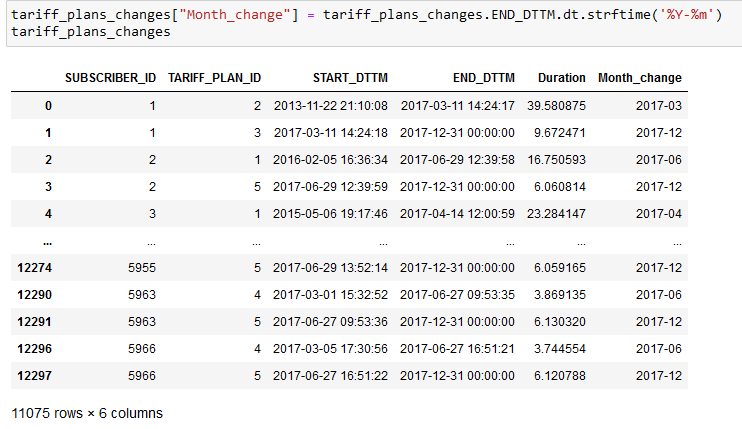 tariff_plans_changes["Month_change"] = tariff_plans_changes.END_DTTM.dt.strftime('%Y-%m')
tariff_plans_changes
SUBSCRIBER_ID TARIFF_PLAN_ID START_DTTM END_DTTM Duration Month_change
0 1 2 2013-11-22 21:10:08 2017-03-11 14:24:17 39.580875 2017-03
1 1 3 2017-03-11 14:24:18 2017-12-31 00:00:00 9.672471 2017-12
2 2 1 2016-02-05 16:36:34 2017-06-29 12:39:58 16.750593 2017-06
3 2 5 2017-06-29 12:39:59 2017-12-31 00:00:00 6.060814 2017-12
4 3 1 2015-05-06 19:17:46 2017-04-14 12:00:59 23.284147 2017-04
... ... ... ... ... ... ...
12274 5955 5 2017-06-29 13:52:14 2017-12-31 00:00:00 6.059165 2017-12
12290 5963 4 2017-03-01 15:32:52 2017-06-27 09:53:35 3.869135 2017-06
12291 5963 5 2017-06-27 09:53:36 2017-12-31 00:00:00 6.130320 2017-12
12296 5966 4 2017-03-05 17:30:56 2017-06-27 16:51:21 3.744554 2017-06
12297 5966 5 2017-06-27 16:51:22 2017-12-31 00:00:00 6.120788 2017-12
11075 rows × 6 columns